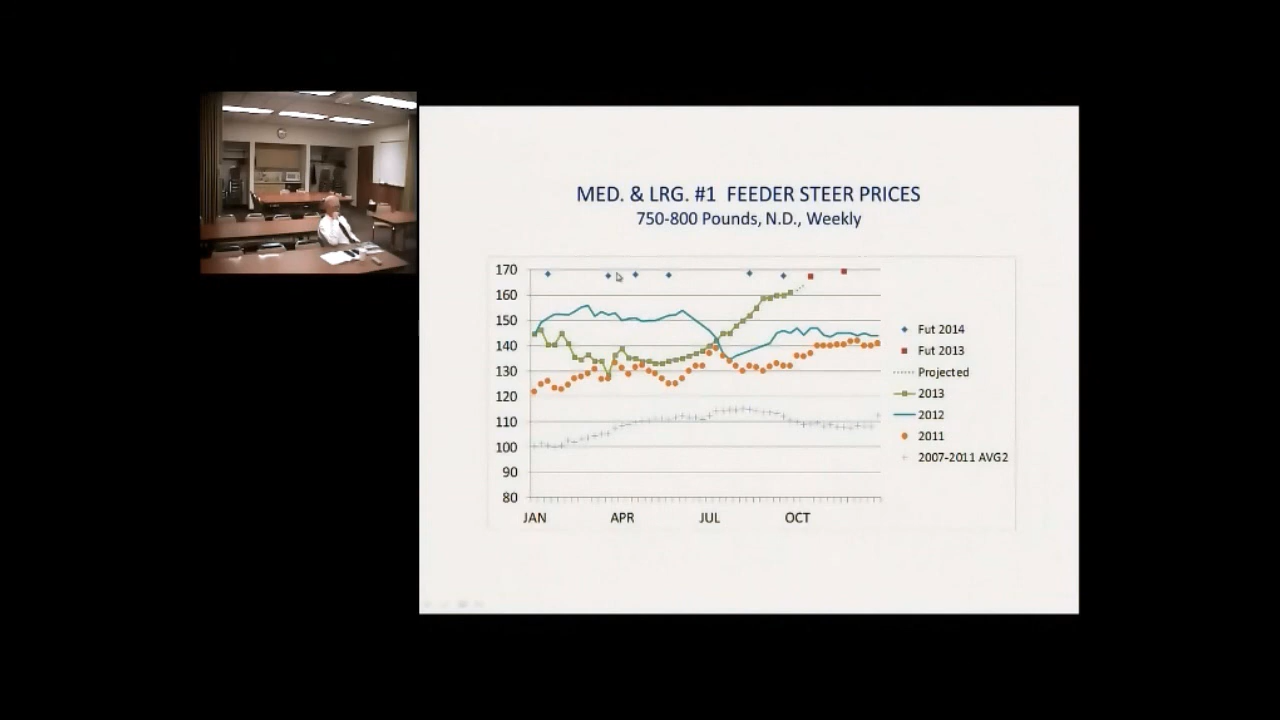 MED. & LRG. #1 FEEDER STEER PRICES
750-800 Pounds, N.D., Weekly
170
160
150
140
130
120
110
100
90
80
JAN
APR
JUL
OCT
Fut 2014
Fut 2013
Projected
2013
2012
2011
2007-2011 AVG2